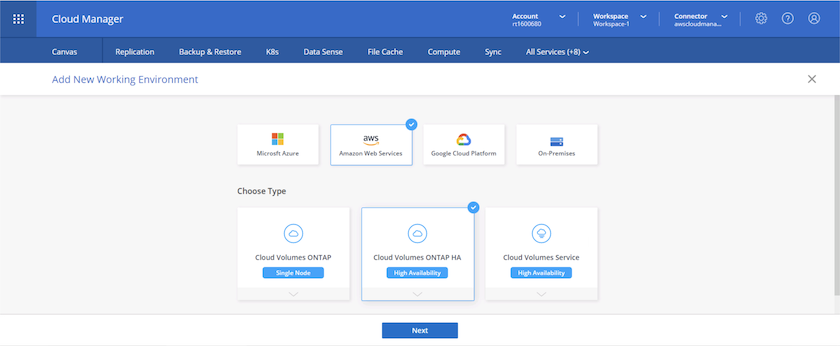 Cloud Manager
Account
rt1600680
Workspace
Workspace-1
Connector
awscloudmana...
?
Canvas
Replication
Backup & Restore
K8s
Data Sense
File Cache
Compute
Sync
All Services (+8)
Add New Working Environment
Microsft Azure
aws
Amazon Web Services
Google Cloud Platform
On-Premises
Choose Type
Cloud Volumes ONTAP
Single Node
Cloud Volumes ONTAP HA
High Availability
Cloud Volumes Service
High Availability
Next